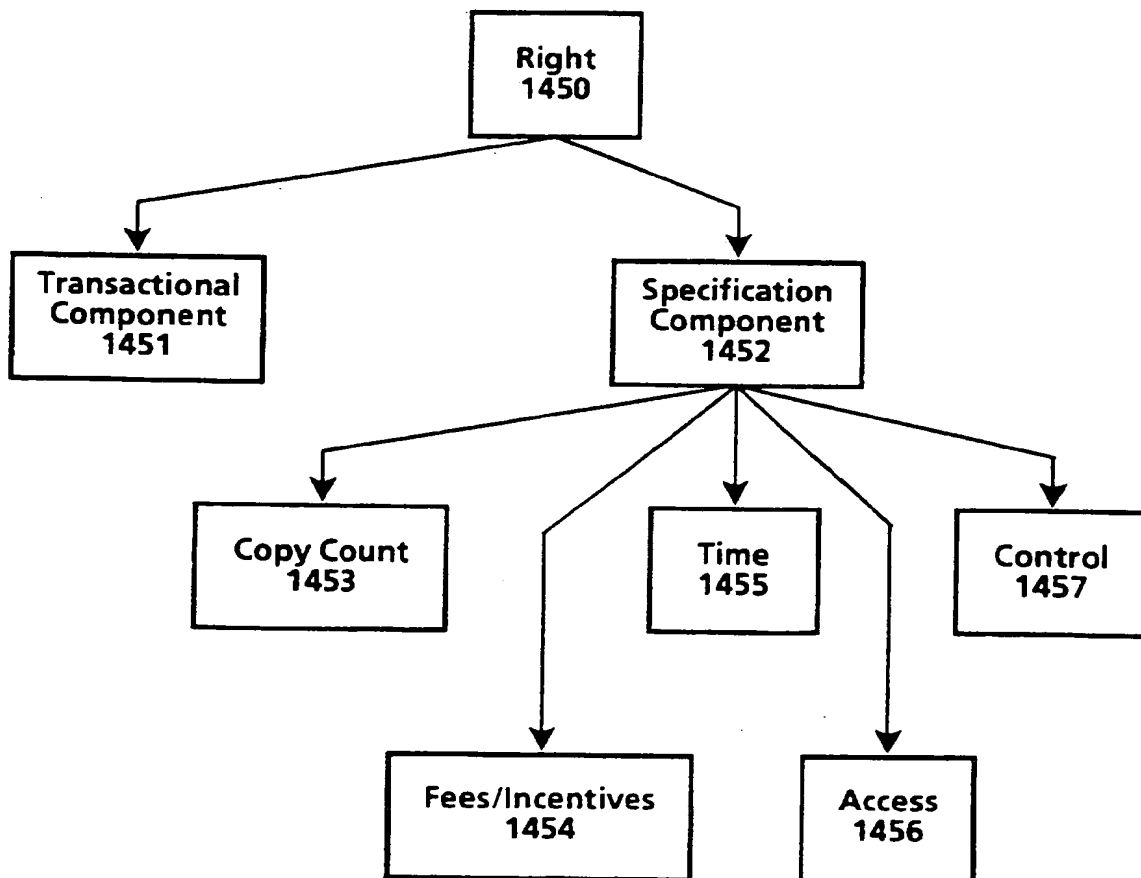 Right
1450
Transactional
Component
1451
Specification
Component
1452
Copy Count
1453
Time
1455
Control
1457
Fees/Incentives
1454
Access
1456